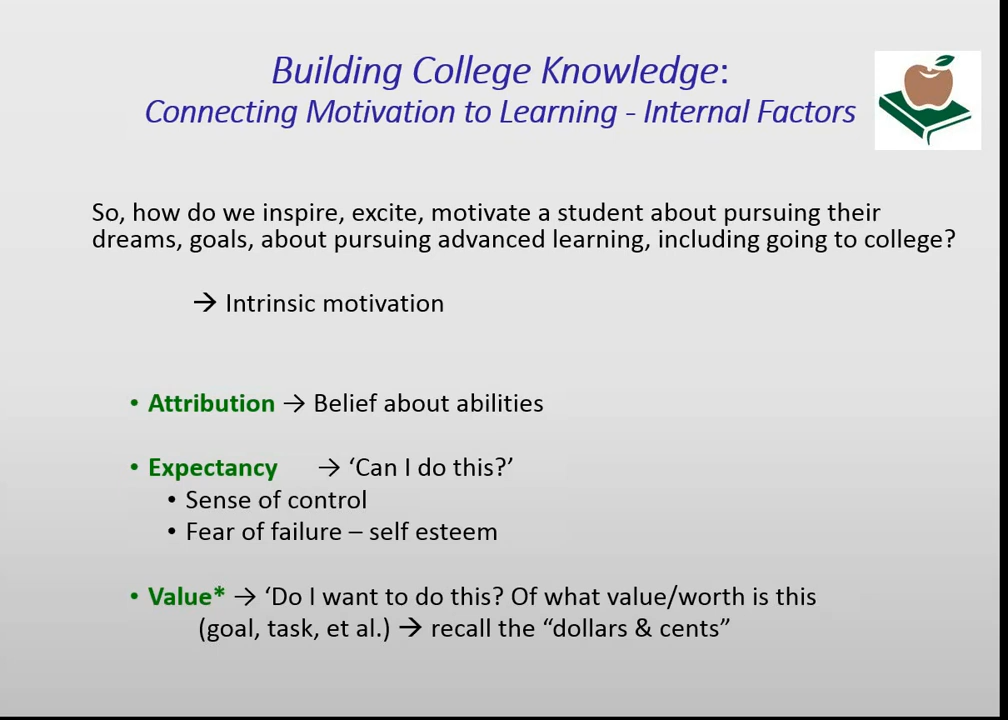 Building College Knowledge:
Connecting Motivation to Learning - Internal Factors
So, how do we inspire, excite, motivate a student about pursuing their
dreams, goals, about pursuing advanced learning, including going to college?
→ Intrinsic motivation
• Attribution → Belief about abilities
• Expectancy → ‘Can I do this?’
• Sense of control
• Fear of failure – self esteem
• Value* → ‘Do I want to do this? Of what value/worth is this
(goal, task, et al.) → recall the “dollars & cents”